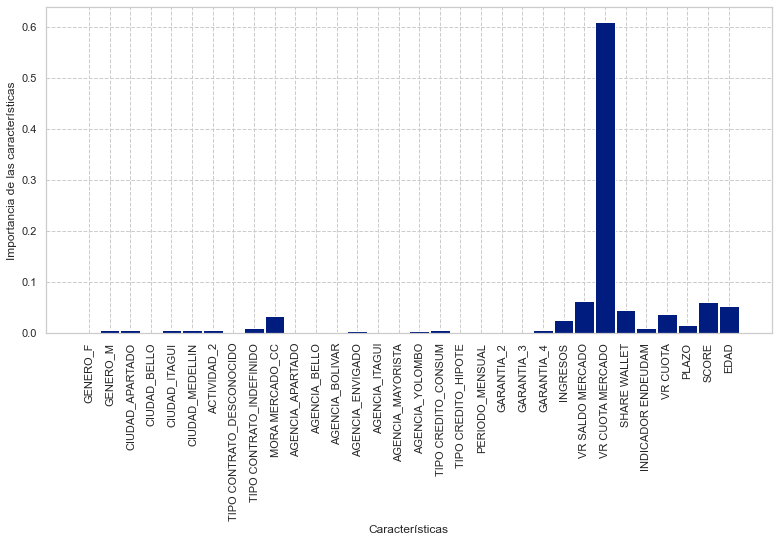 Importancia de las características
0.6
0.5
0.4
0.3
0.2
0.1
0.0
GENERO_F
GENERO_M
CIUDAD_APARTADO
CIUDAD_BELLO
CIUDAD_ITAGUI
CIUDAD_MEDELLIN
ACTIVIDAD_2
TIPO CONTRATO_DESCONOCIDO
TIPO CONTRATO_INDEFINIDO
MORA MERCADO_CC
AGENCIA_APARTADO
AGENCIA_BELLO
AGENCIA_BOLIVAR
AGENCIA_ENVIGADO
AGENCIA_ITAGUI
AGENCIA_MAYORISTA
AGENCIA_YOLOMBO
TIPO CREDITO_CONSUM
TIPO CREDITO_HIPOTE
PERIODO_MENSUAL
GARANTIA_2
GARANTIA_3
GARANTIA_4
INGRESOS
VR SALDO MERCADO
VR CUOTA MERCADO
SHARE WALLET
INDICADOR ENDEUDAM
VR CUOTA
PLAZO
SCORE
EDAD
Características